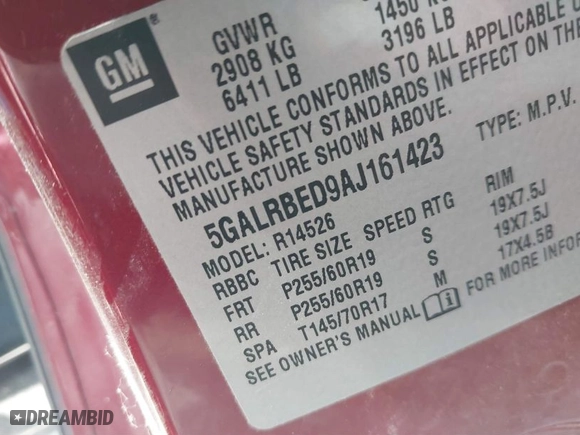 GM
®
GVWR
2908 KG
6411 LB
1450
3196 LB
THIS VEHICLE CONFORMS TO ALL APPLICABLE
VEHICLE SAFETY STANDARDS IN EFFECT ON THE
MANUFACTURE SHOWN ABOVE.
5GALRBED9AJ161423
TYPE: M.P.V.
MODEL: R14526
RBBC TIRE SIZE SPEED RTG RIM
FRT P255/60R19 S 19X7.5J
RR P255/60R19 S 19X7.5J
SPA T145/70R17 M 17X4.5B
SEE OWNER'S MANUAL i FOR MORE
DREAMBID